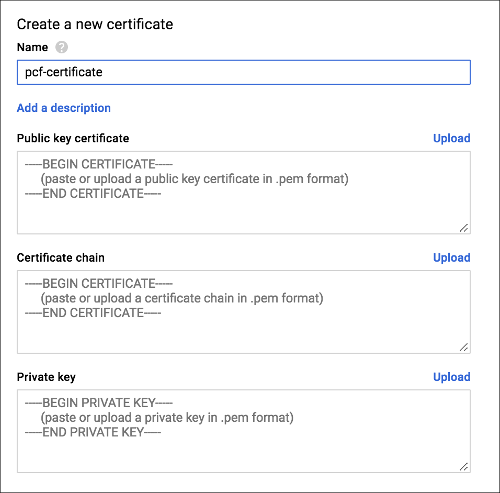 Create a new certificate
Name ?
pcf-certificate
Add a description
Public key certificate Upload
-----BEGIN CERTIFICATE-----
(paste or upload a public key certificate in .pem format)
-----END CERTIFICATE-----
Certificate chain Upload
-----BEGIN CERTIFICATE-----
(paste or upload a certificate chain in .pem format)
-----END CERTIFICATE-----
Private key Upload
-----BEGIN PRIVATE KEY-----
(paste or upload a private key in .pem format)
-----END PRIVATE KEY-----